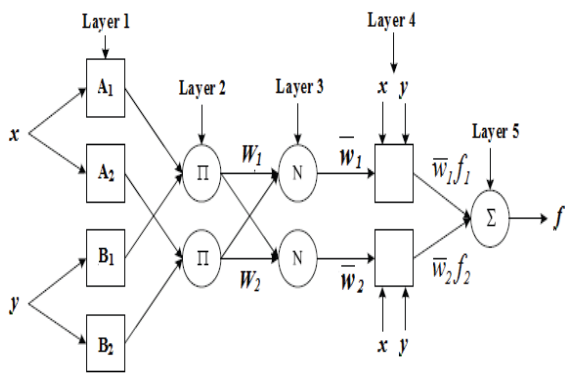 Layer 1
Layer 2
Layer 3
Layer 4
Layer 5
x
y
A₁
A₂
B₁
B₂
Π
Π
W₁
W₂
N
N
w̅₁
w̅₂
x y
x y
w̅₁f₁
w̅₂f₂
Σ
f